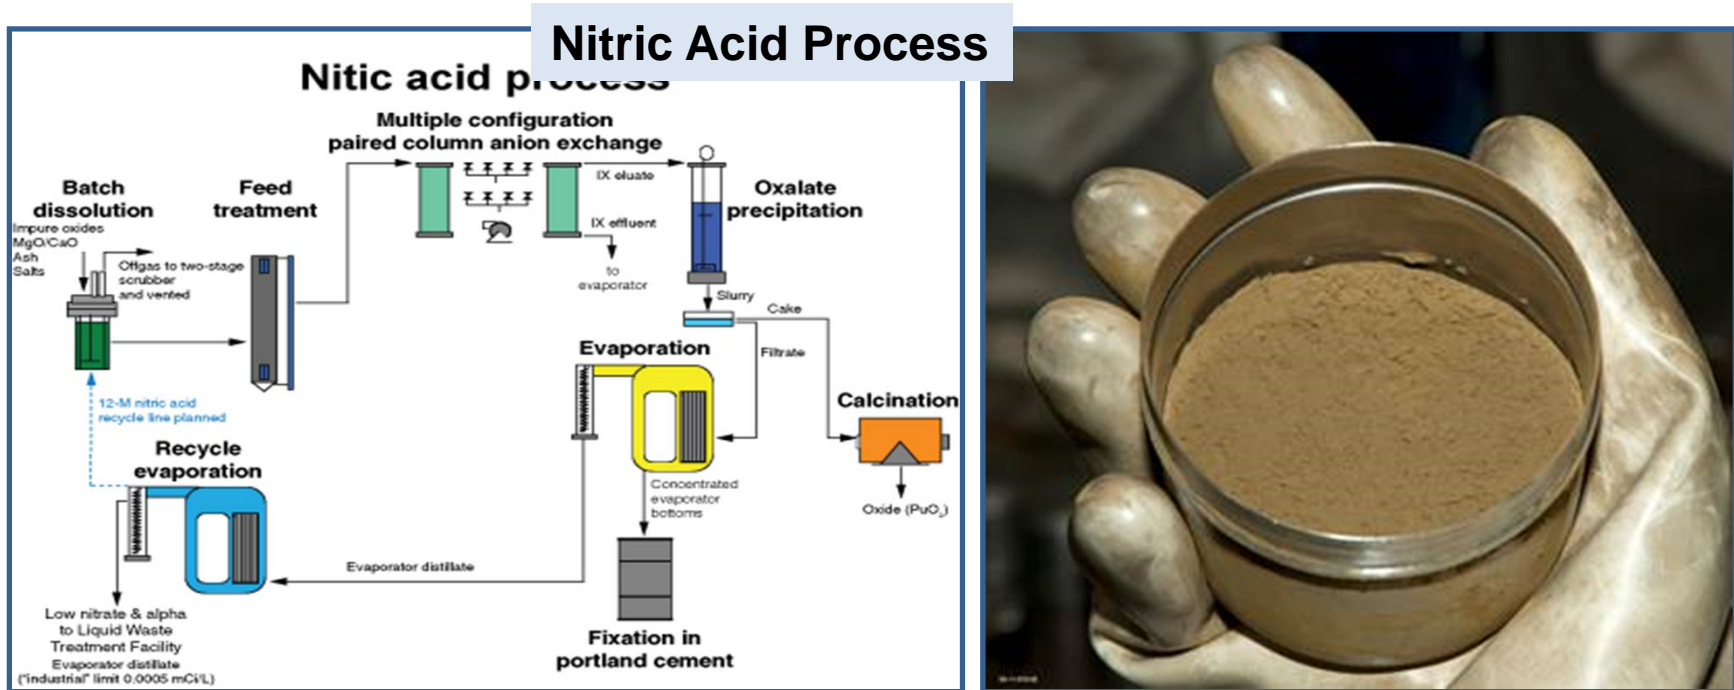 Nitric Acid Process
Nitic acid process
Multiple configuration
paired column anion exchange
Batch
dissolution
Impure oxides
MgO/CaO
Ash
Salts
Offgas to two-stage
scrubber
and vented
Feed
treatment
IX eluate
IX effluent
to
evaporator
Oxalate
precipitation
Slurry
Cake
Filtrate
Evaporation
Calcination
Oxide (PuO₂)
12-M nitric acid
recycle line planned
Recycle
evaporation
Concentrated
evaporator
bottoms
Evaporator distillate
Low nitrate & alpha
to Liquid Waste
Treatment Facility
Evaporator distillate
("industrial" limit 0.0005 mCi/L)
Fixation in
portland cement